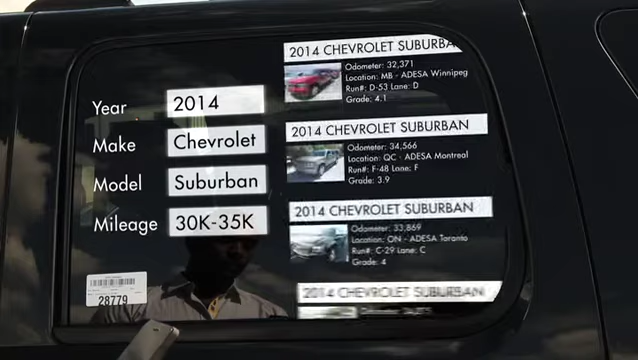 Year 2014
Make Chevrolet
Model Suburban
Mileage 30K-35K
28779
2014 CHEVROLET SUBURBA
Odometer: 32,371
Location: MB - ADESA Winnipeg
Run#: D-53 Lane: D
Grade: 4.1
2014 CHEVROLET SUBURBAN
Odometer: 34,566
Location: QC - ADESA Montreal
Run#: F-48 Lane: F
Grade: 3.9
2014 CHEVROLET SUBURBAN
Odometer: 33,869
Location: ON - ADESA Toronto
Run#: C-29 Lane: C
Grade: 4
2014 CHEVROLET SUBURBAN